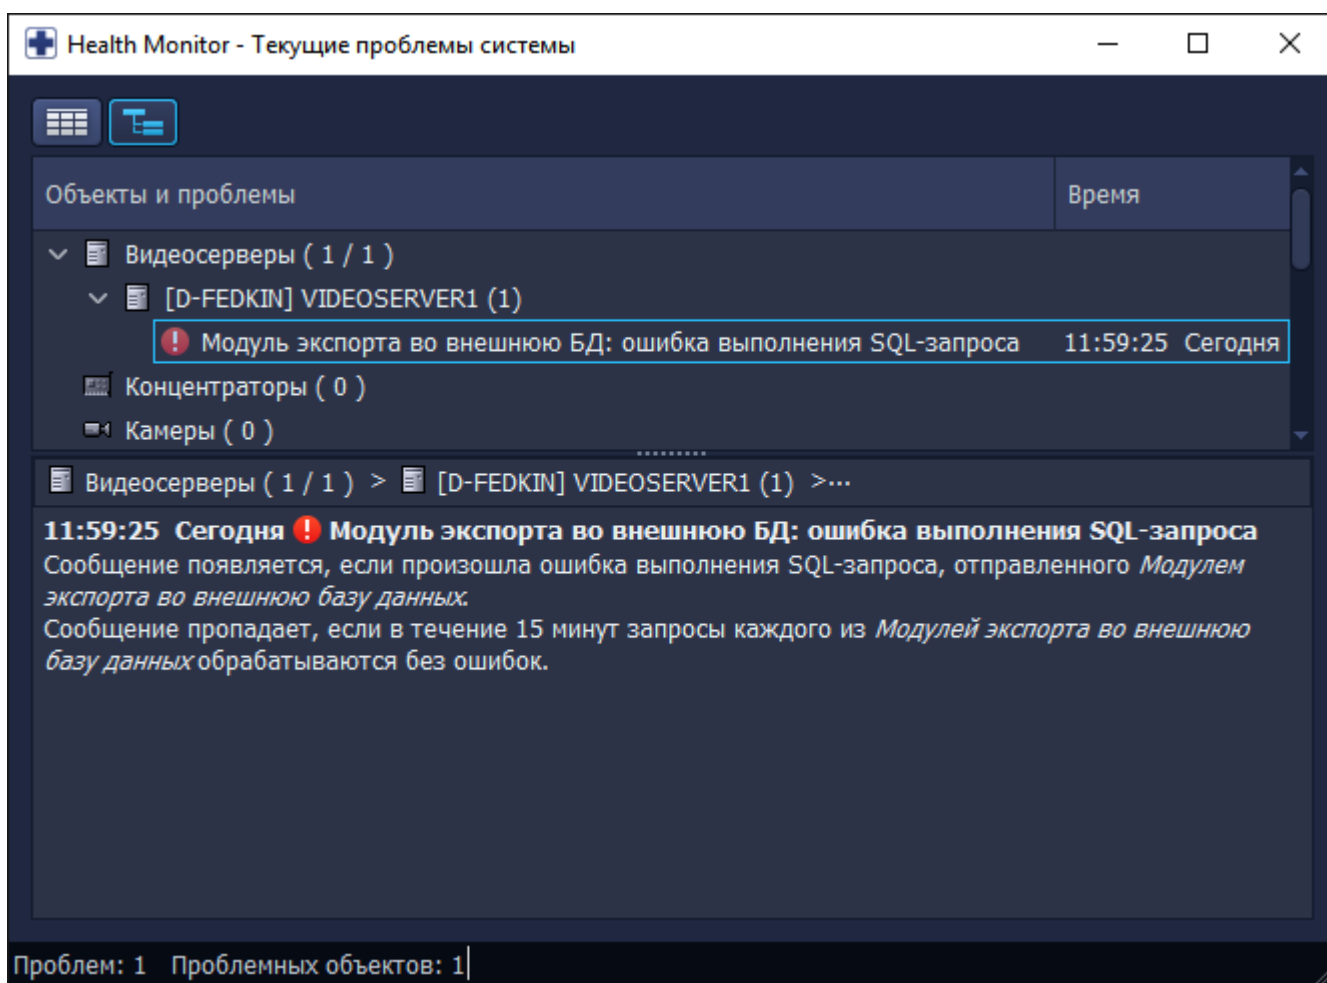 Health Monitor - Текущие проблемы системы
Объекты и проблемы Время
Видеосерверы ( 1 / 1 )
[D-FEDKIN] VIDEOSERVER1 (1)
Модуль экспорта во внешнюю БД: ошибка выполнения SQL-запроса 11:59:25 Сегодня
Концентраторы ( 0 )
Камеры ( 0 )
Видеосерверы ( 1 / 1 ) > [D-FEDKIN] VIDEOSERVER1 (1) >...
11:59:25 Сегодня Модуль экспорта во внешнюю БД: ошибка выполнения SQL-запроса
Сообщение появляется, если произошла ошибка выполнения SQL-запроса, отправленного Модулем
экспорта во внешнюю базу данных.
Сообщение пропадает, если в течение 15 минут запросы каждого из Модулей экспорта во внешнюю
базу данных обрабатываются без ошибок.
Проблем: 1 Проблемных объектов: 1